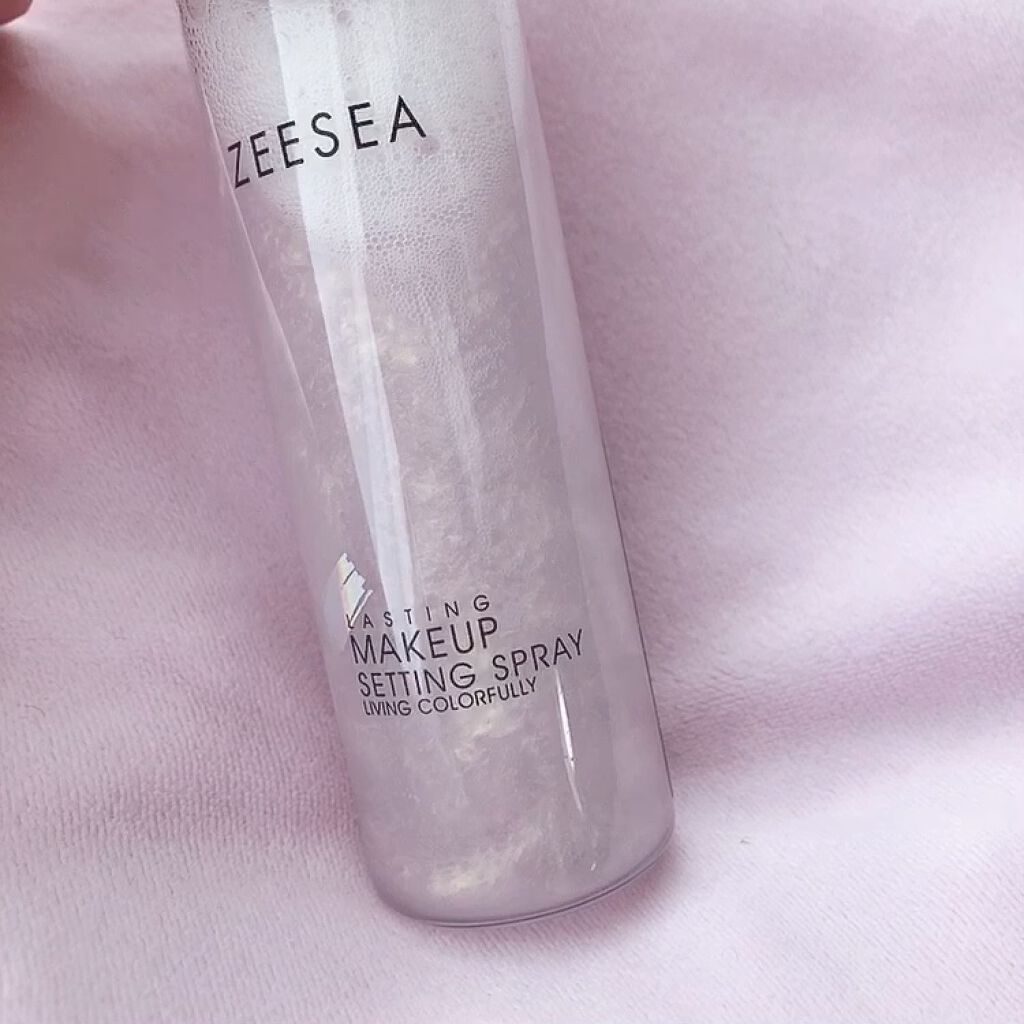 ZEESEA
LASTING
MAKEUP
SETTING SPRAY
LIVING COLORFULLY